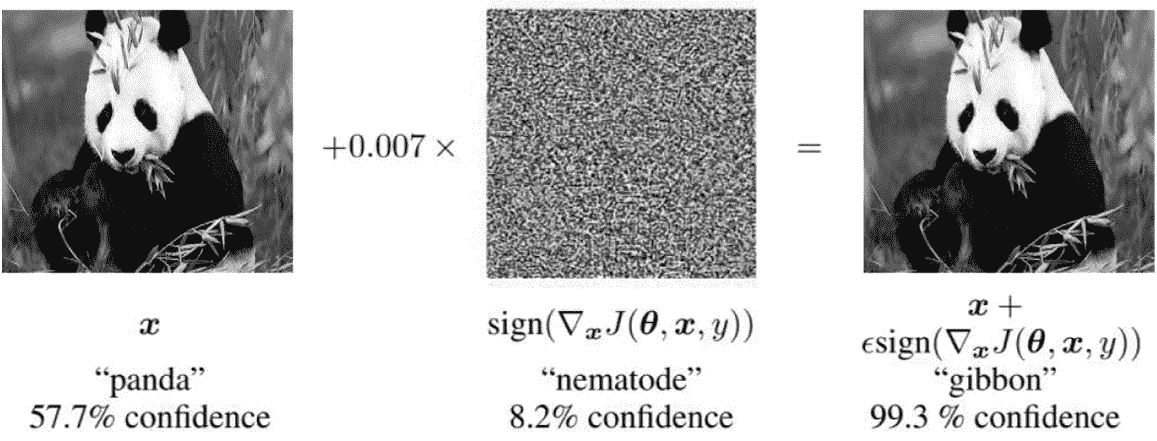 +0.007 ×
=
x
sign(∇ₓJ(θ, x, y))
x +
ϵsign(∇ₓJ(θ, x, y))
“panda”
“nematode”
“gibbon”
57.7% confidence
8.2% confidence
99.3 % confidence